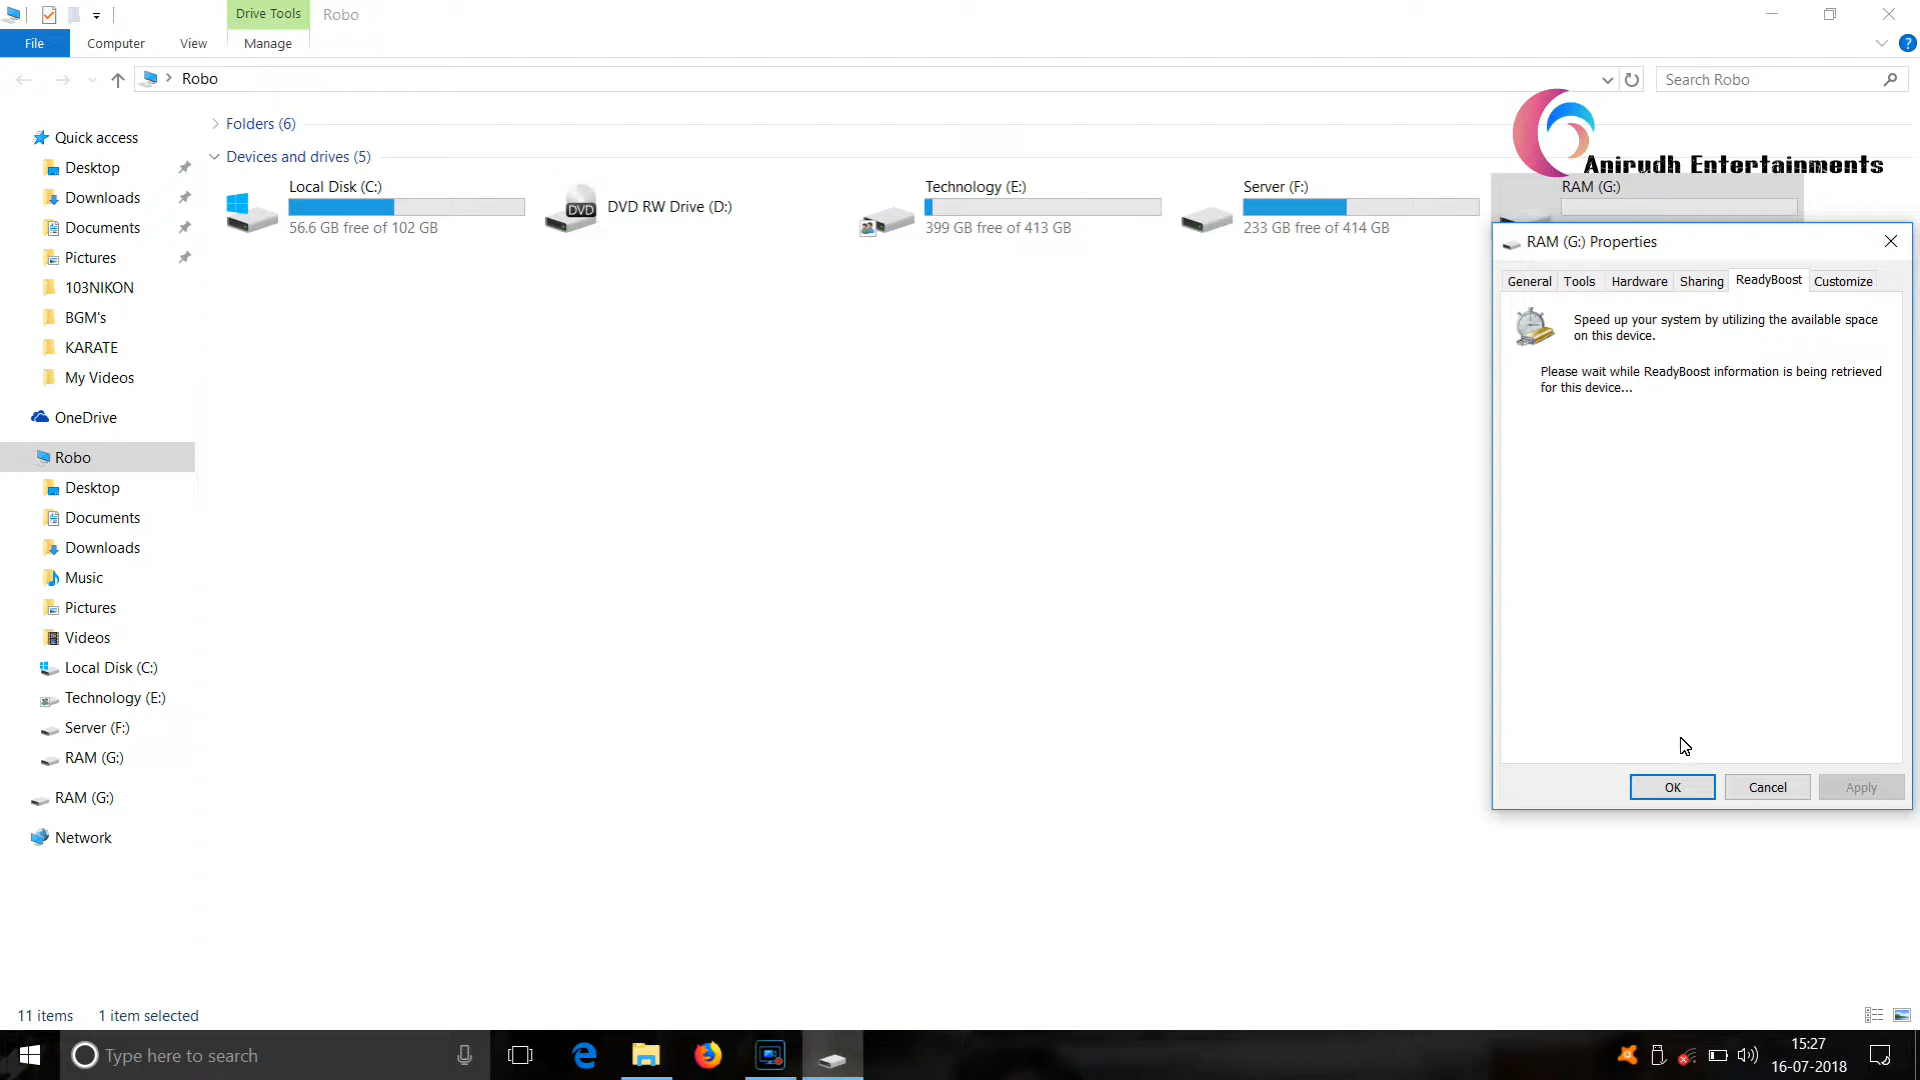 Drive Tools
Robo
File
Computer
View
Manage
?
Robo
Search Robo
Anirudh Entertainments
Quick access
Desktop
Downloads
Documents
Pictures
103NIKON
BGM's
KARATE
My Videos
OneDrive
Robo
Desktop
Documents
Downloads
Music
Pictures
Videos
Local Disk (C:)
Technology (E:)
Server (F:)
RAM (G:)
RAM (G:)
Network
Folders (6)
Devices and drives (5)
Local Disk (C:)
56.6 GB free of 102 GB
DVD
DVD RW Drive (D:)
Technology (E:)
399 GB free of 413 GB
Server (F:)
233 GB free of 414 GB
RAM (G:)
RAM (G:) Properties
General
Tools
Hardware
Sharing
ReadyBoost
Customize
Speed up your system by utilizing the available space
on this device.
Please wait while ReadyBoost information is being retrieved
for this device...
OK
Cancel
Apply
11 items
1 item selected
Type here to search
15:27
16-07-2018